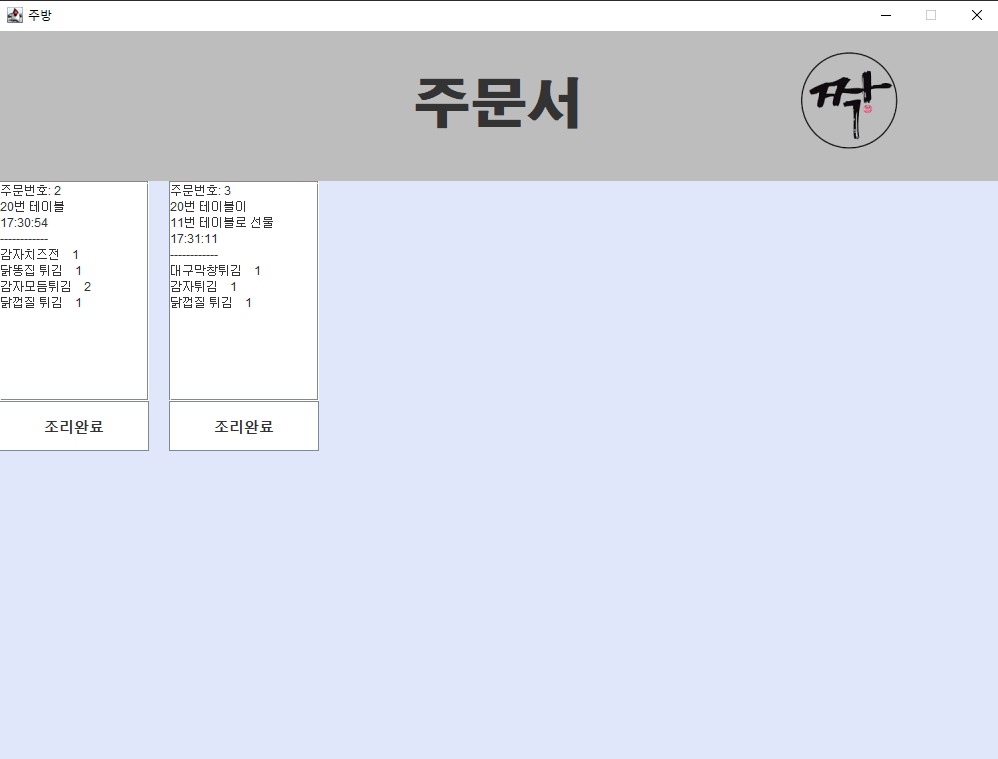 주방
주문서
짝
주문번호: 2
20번 테이블
17:30:54
------------
감자치즈전 1
닭똥집 튀김 1
감자모듬튀김 2
닭껍질 튀김 1
조리완료
주문번호: 3
20번 테이블이
11번 테이블로 선물
17:31:11
------------
대구막창튀김 1
감자튀김 1
닭껍질 튀김 1
조리완료